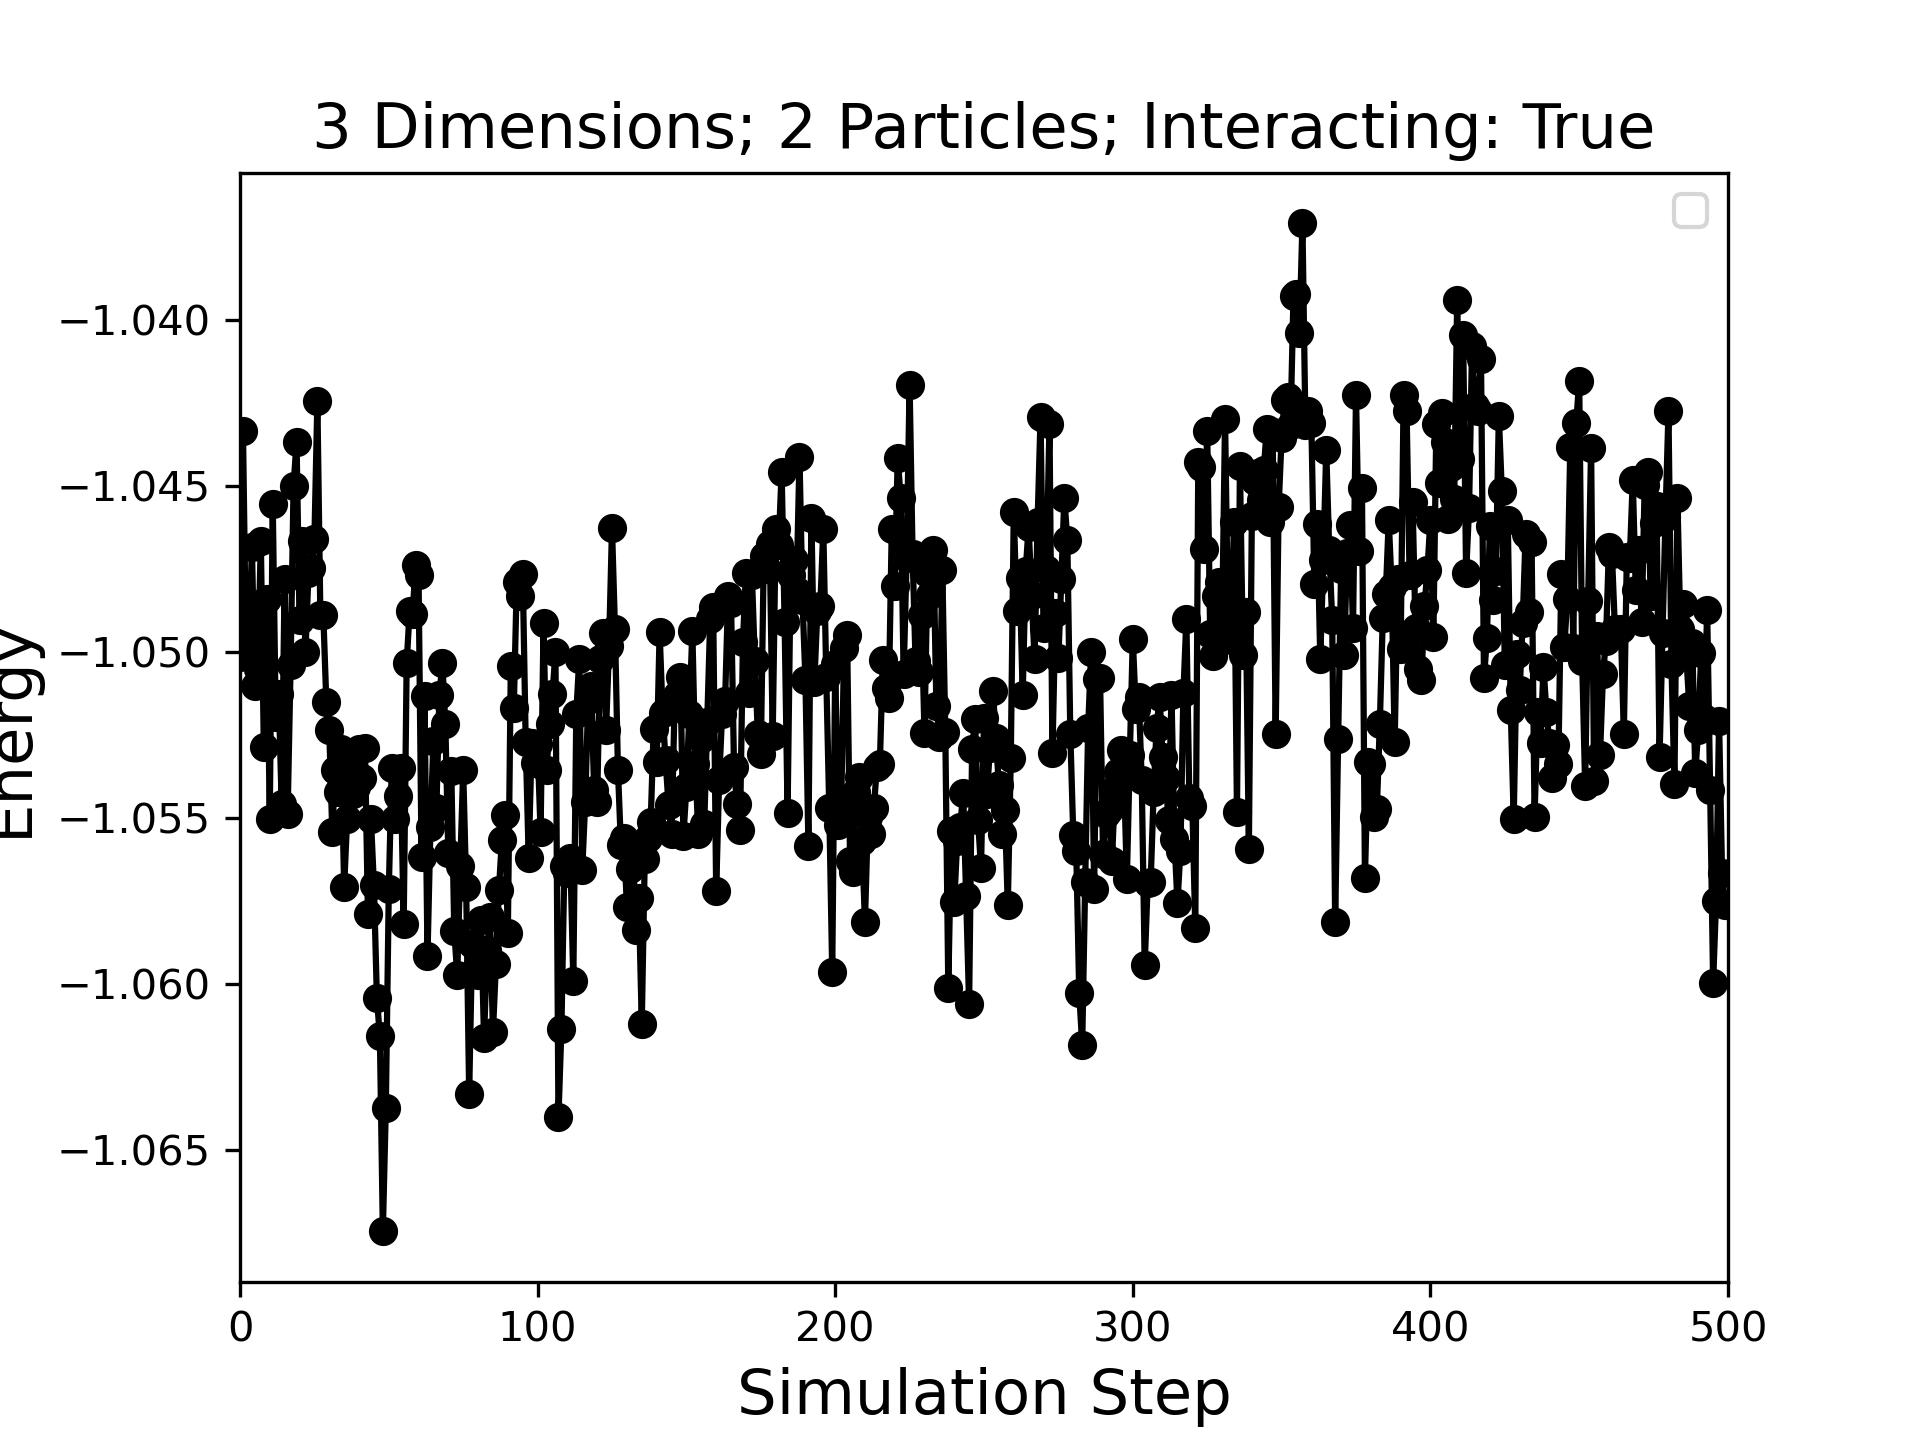 3 Dimensions; 2 Particles; Interacting: True
−1.040
−1.045
−1.050
−1.055
−1.060
−1.065
Energy
0 100 200 300 400 500
Simulation Step